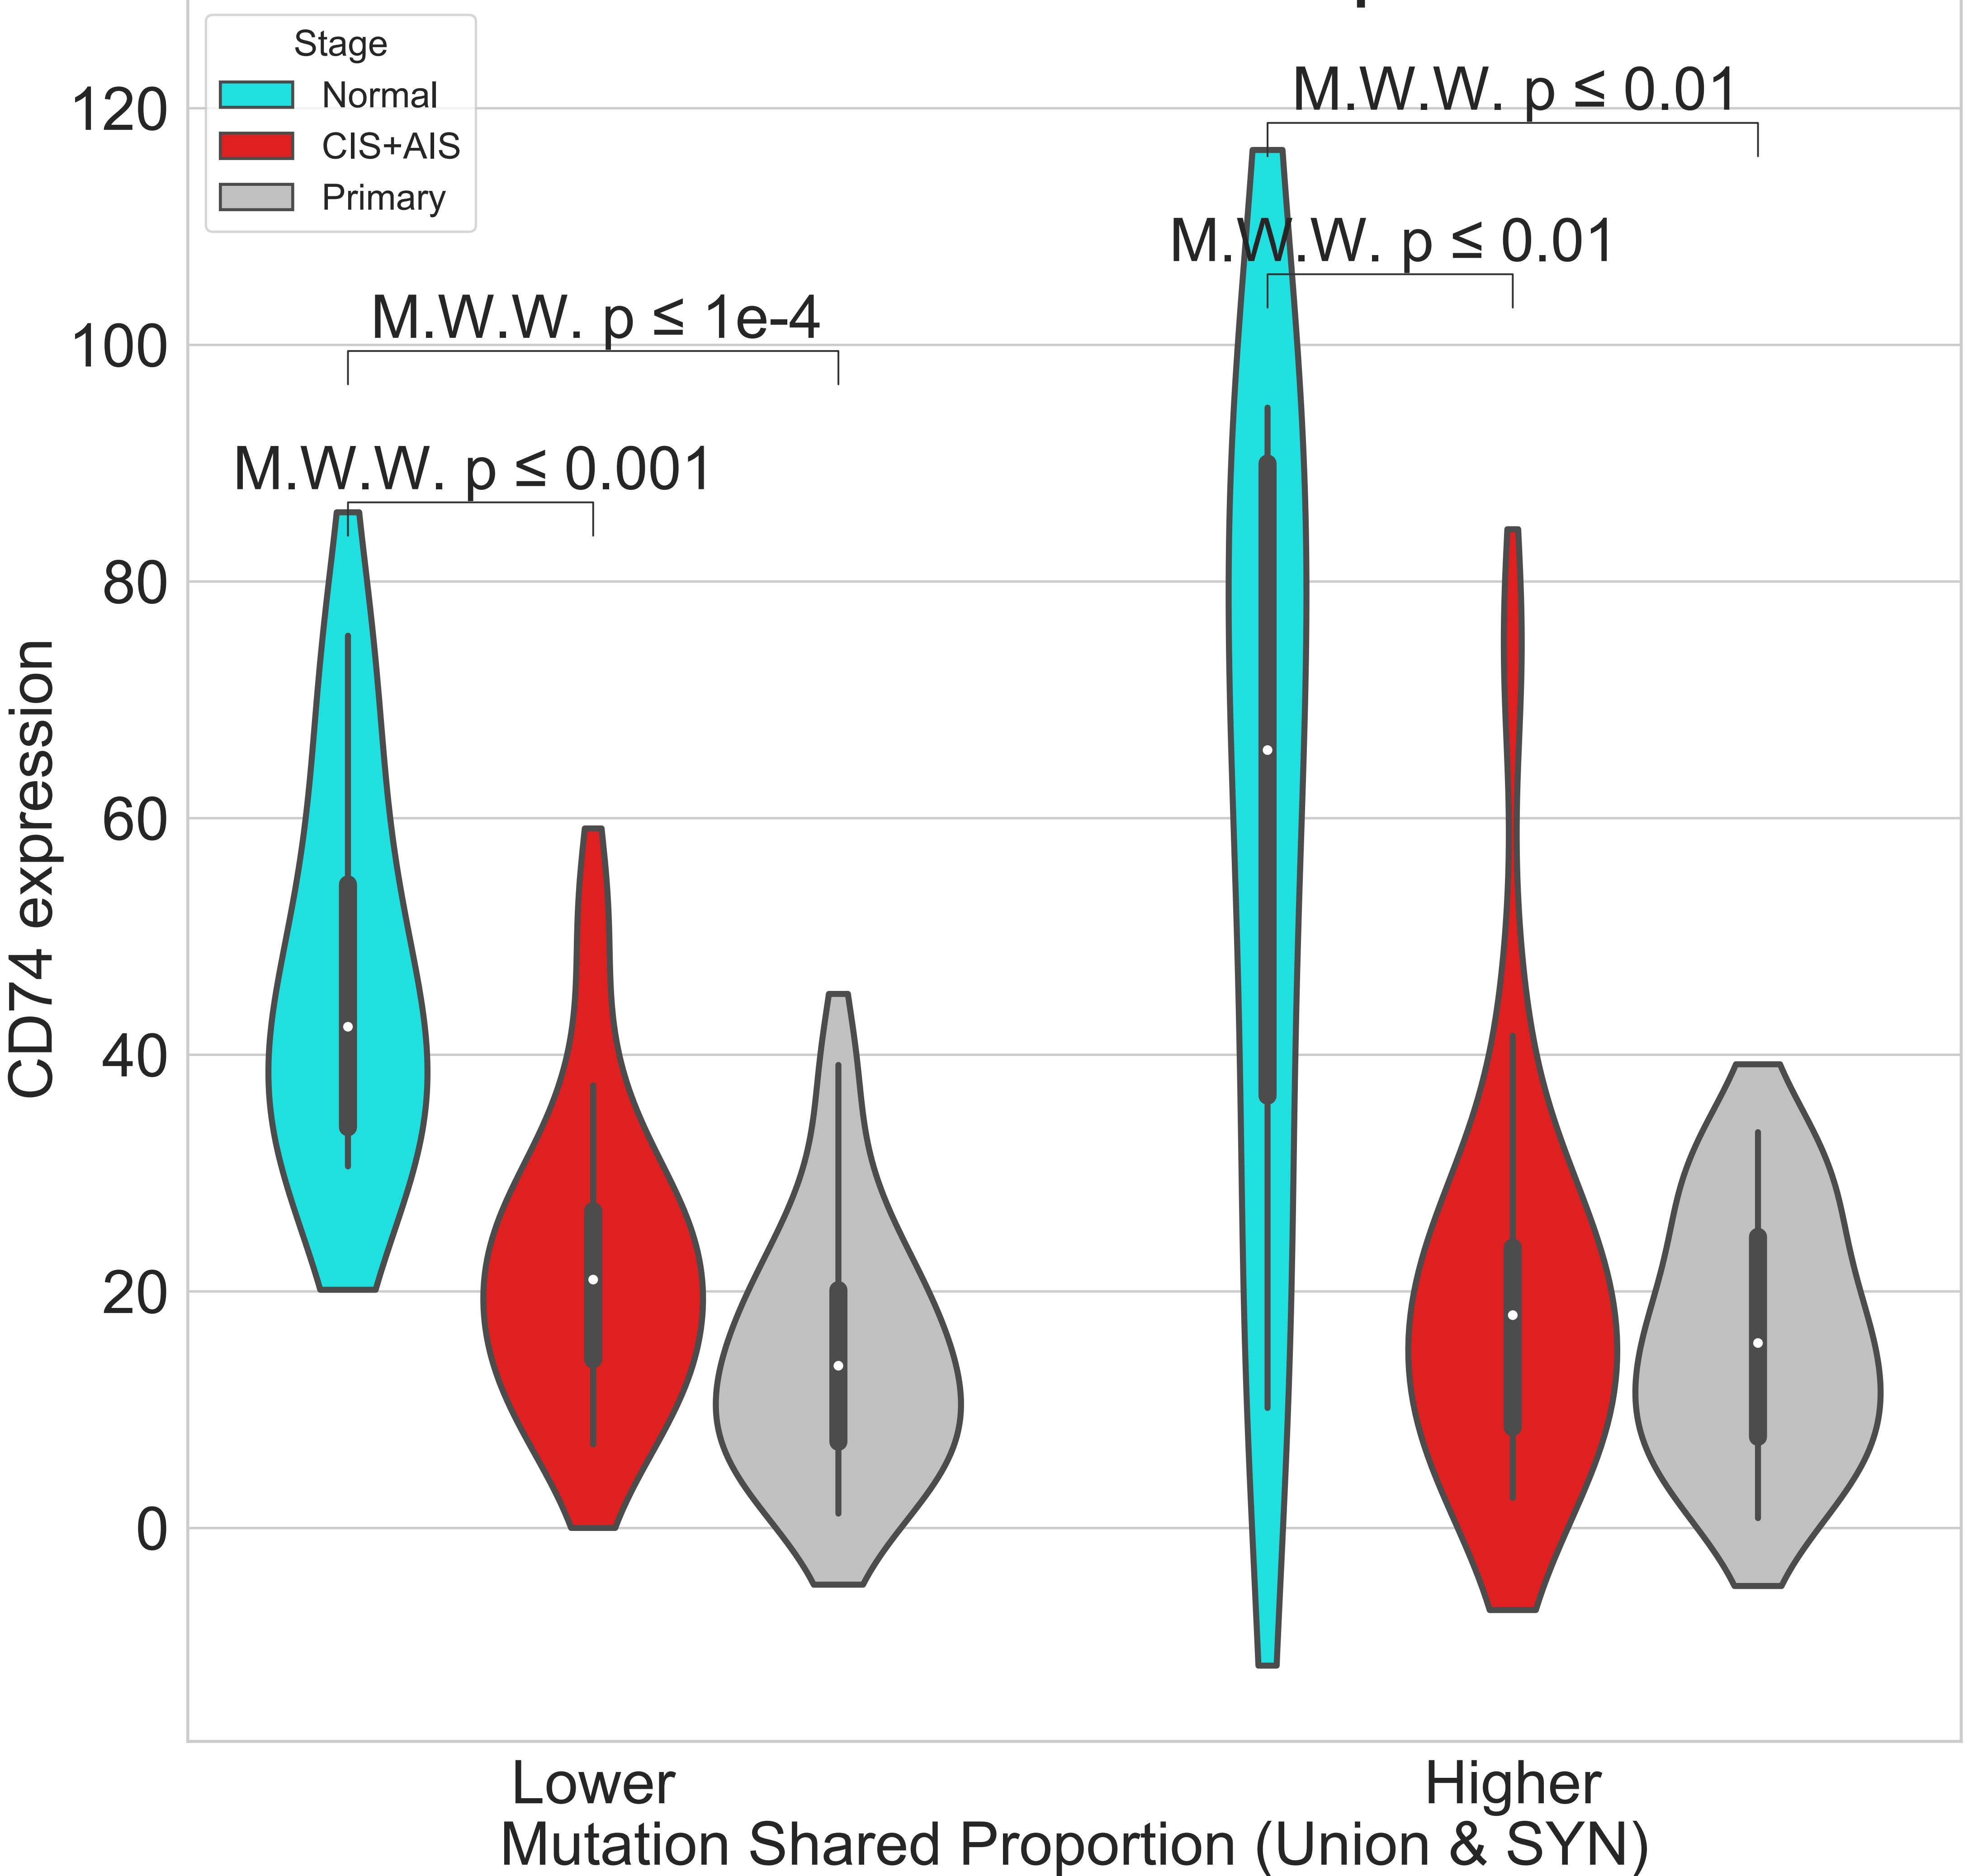 Stage
Normal
CIS+AIS
Primary
M.W.W. p ≤ 0.01
M.W.W. p ≤ 0.01
M.W.W. p ≤ 1e-4
M.W.W. p ≤ 0.001
120
100
80
60
40
20
0
CD74 expression
Lower
Higher
Mutation Shared Proportion (Union & SYN)